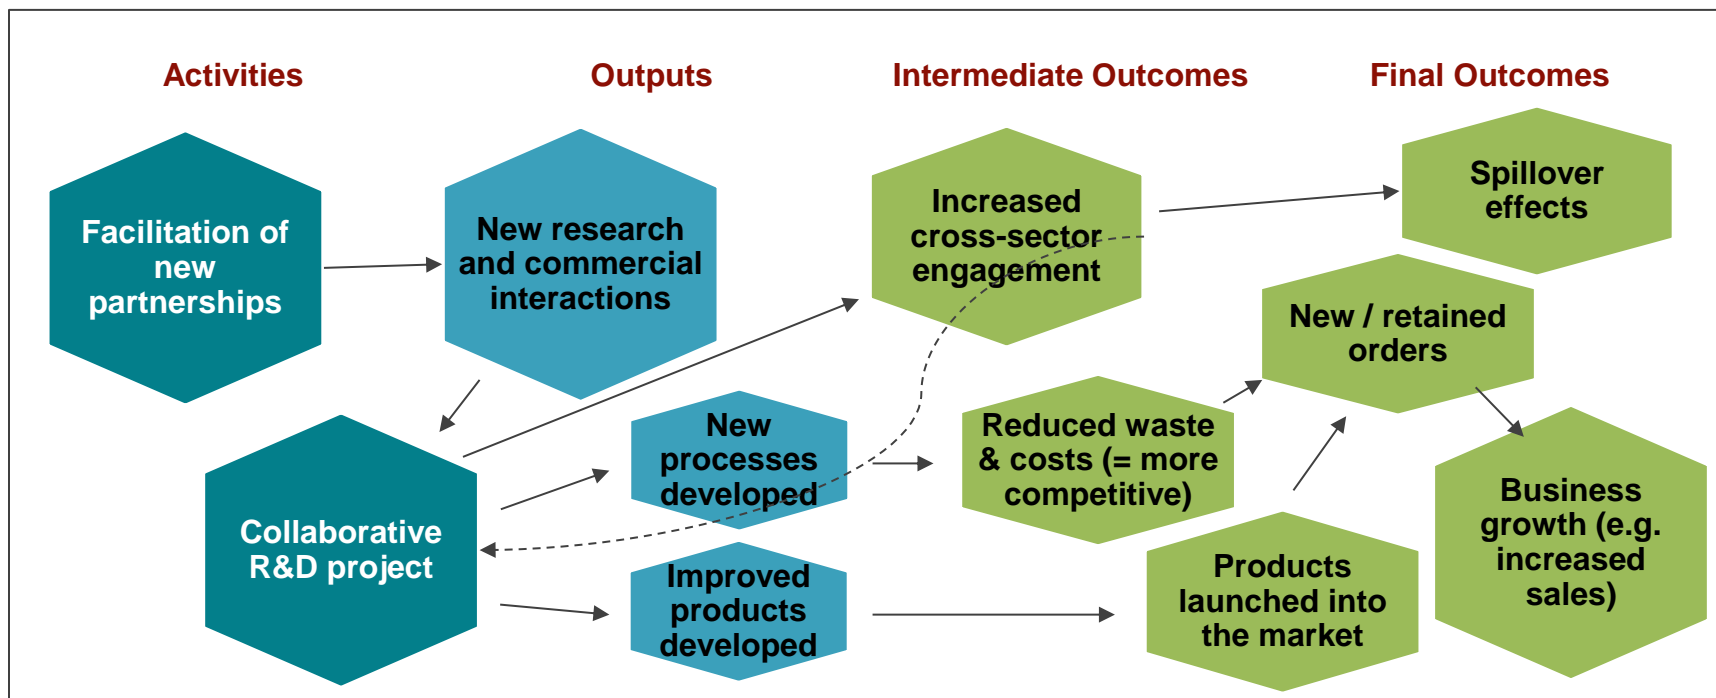 Activities
Outputs
Intermediate Outcomes
Final Outcomes
Facilitation of
new
partnerships
New research
and commercial
interactions
Increased
cross-sector
engagement
Spillover
effects
New / retained
orders
Collaborative
R&D project
New
processes
developed
Reduced waste
& costs (= more
competitive)
Business
growth (e.g.
increased
sales)
Improved
products
developed
Products
launched into
the market